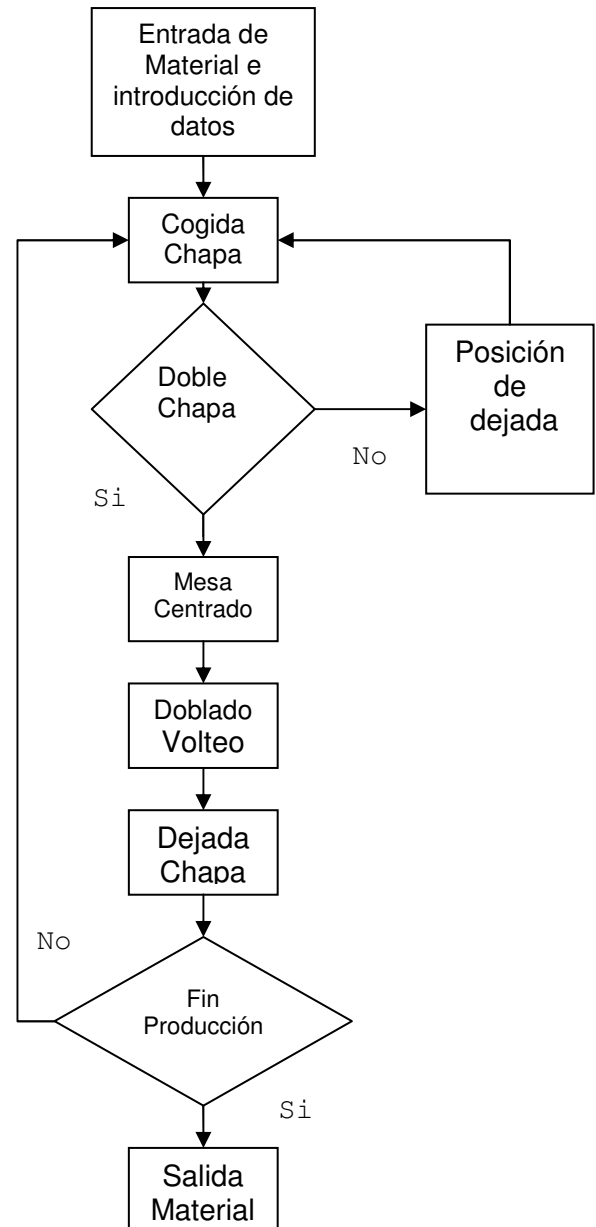 Entrada de
Material e
introducción de
datos
Cogida
Chapa
Doble
Chapa
Posición
de
dejada
No
Si
Mesa
Centrado
Doblado
Volteo
Dejada
Chapa
No
Fin
Producción
Si
Salida
Material